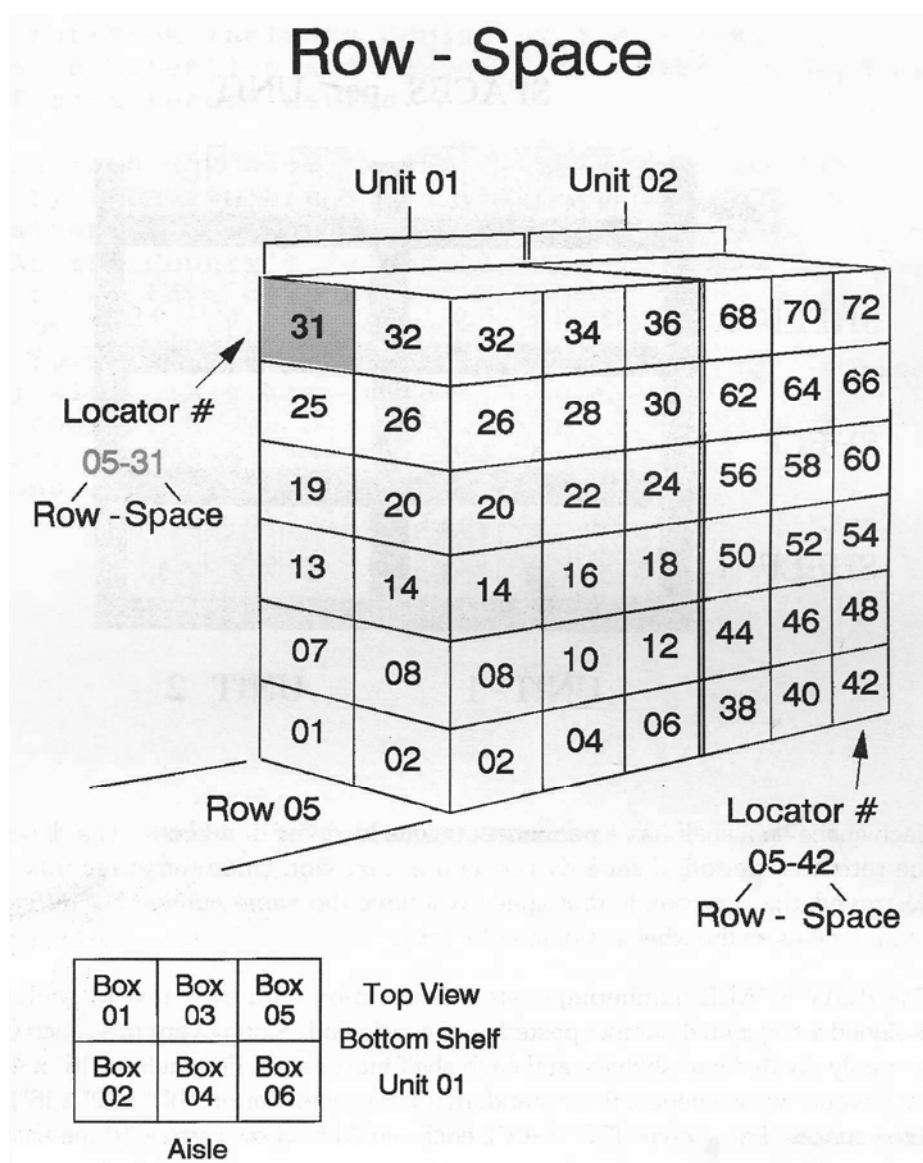 Row - Space
Unit 01 Unit 02
31 32 32 34 36 68 70 72
25 26 26 28 30 62 64 66
19 20 20 22 24 56 58 60
13 14 14 16 18 50 52 54
07 08 08 10 12 44 46 48
01 02 02 04 06 38 40 42
Locator #
05-31
Row - Space
Row 05
Locator #
05-42
Row - Space
Box 01 Box 03 Box 05
Box 02 Box 04 Box 06
Aisle
Top View
Bottom Shelf
Unit 01